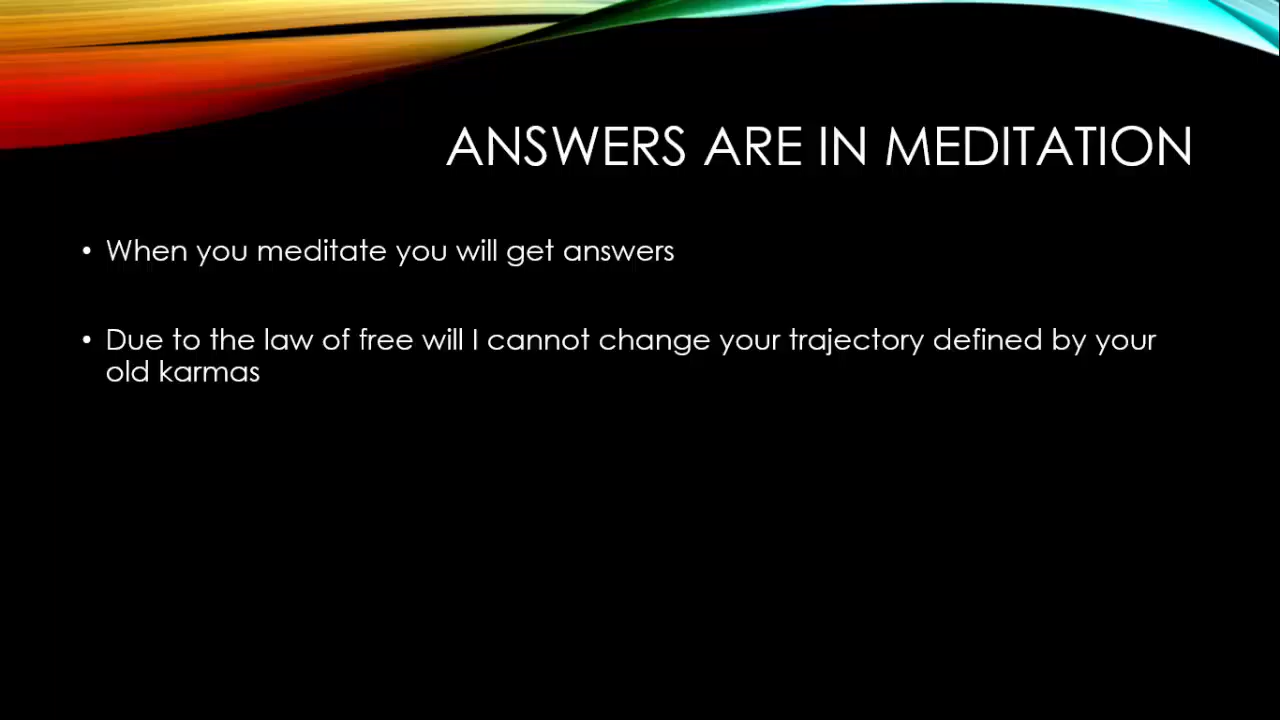 ANSWERS ARE IN MEDITATION
• When you meditate you will get answers
• Due to the law of free will I cannot change your trajectory defined by your
old karmas